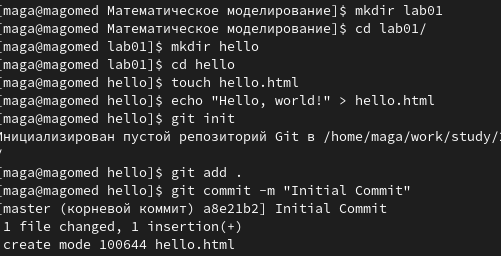 [maga@magomed Математическое моделирование]$ mkdir lab01
[maga@magomed Математическое моделирование]$ cd lab01/
[maga@magomed lab01]$ mkdir hello
[maga@magomed lab01]$ cd hello
[maga@magomed hello]$ touch hello.html
[maga@magomed hello]$ echo "Hello, world!" > hello.html
[maga@magomed hello]$ git init
Инициализирован пустой репозиторий Git в /home/maga/work/study/
/
[maga@magomed hello]$ git add .
[maga@magomed hello]$ git commit -m "Initial Commit"
[master (корневой коммит) a8e21b2] Initial Commit
1 file changed, 1 insertion(+)
create mode 100644 hello.html